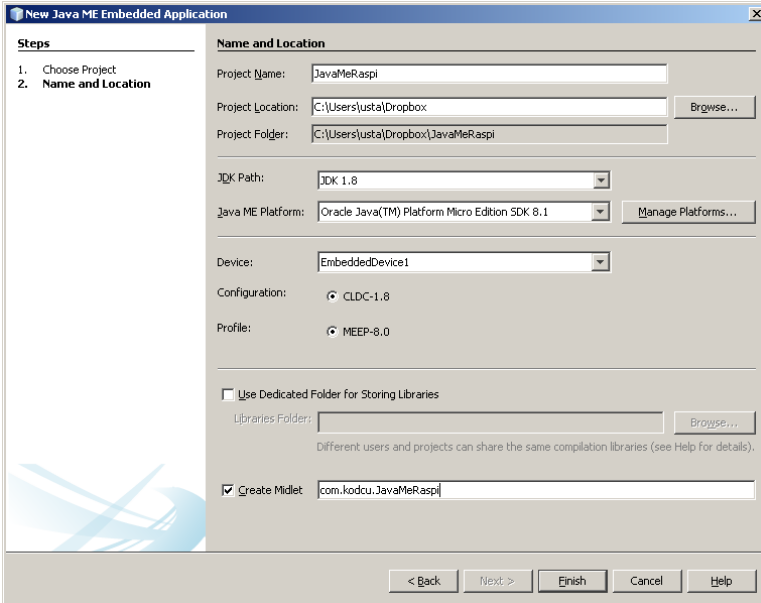 New Java ME Embedded Application
Steps
1. Choose Project
2. Name and Location
Name and Location
Project Name: JavaMeRaspi
Project Location: C:\Users\usta\Dropbox Browse...
Project Folder: C:\Users\usta\Dropbox\JavaMeRaspi
JDK Path: JDK 1.8
Java ME Platform: Oracle Java(TM) Platform Micro Edition SDK 8.1 Manage Platforms...
Device: EmbeddedDevice1
Configuration: CLDC-1.8
Profile: MEEP-8.0
Use Dedicated Folder for Storing Libraries
Libraries Folder: Browse...
Different users and projects can share the same compilation libraries (see Help for details).
Create Midlet com.kodcu.JavaMeRaspi
< Back Next > Finish Cancel Help